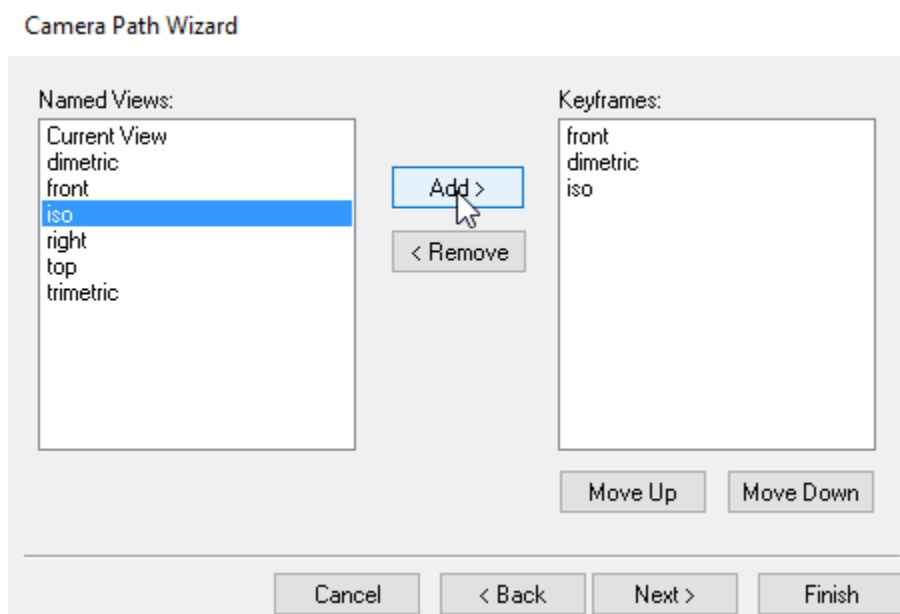 Camera Path Wizard
Named Views:
Current View
dimetric
front
iso
right
top
trimetric
Add >
< Remove
Keyframes:
front
dimetric
iso
Move Up
Move Down
Cancel
< Back
Next >
Finish